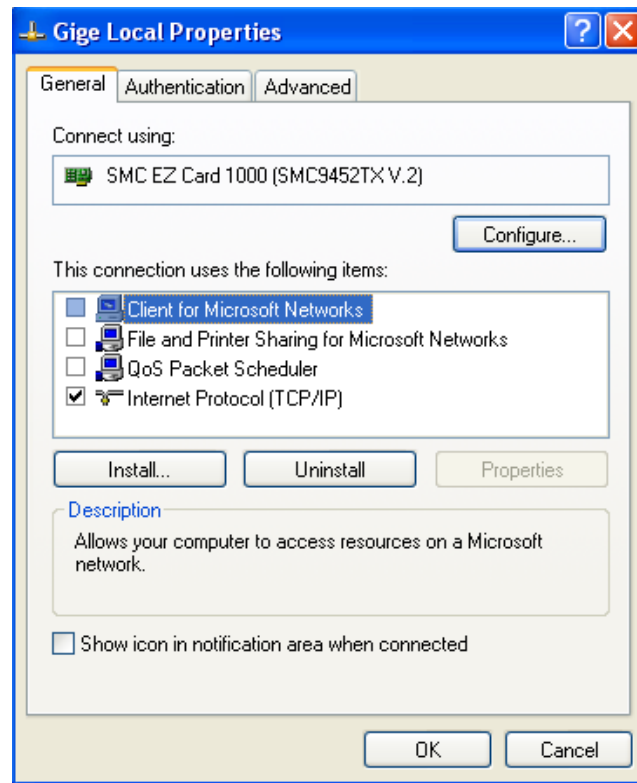 Gige Local Properties
General Authentication Advanced
Connect using:
SMC EZ Card 1000 (SMC9452TX V.2)
Configure...
This connection uses the following items:
Client for Microsoft Networks
File and Printer Sharing for Microsoft Networks
QoS Packet Scheduler
Internet Protocol (TCP/IP)
Install... Uninstall Properties
Description
Allows your computer to access resources on a Microsoft
network.
Show icon in notification area when connected
OK Cancel